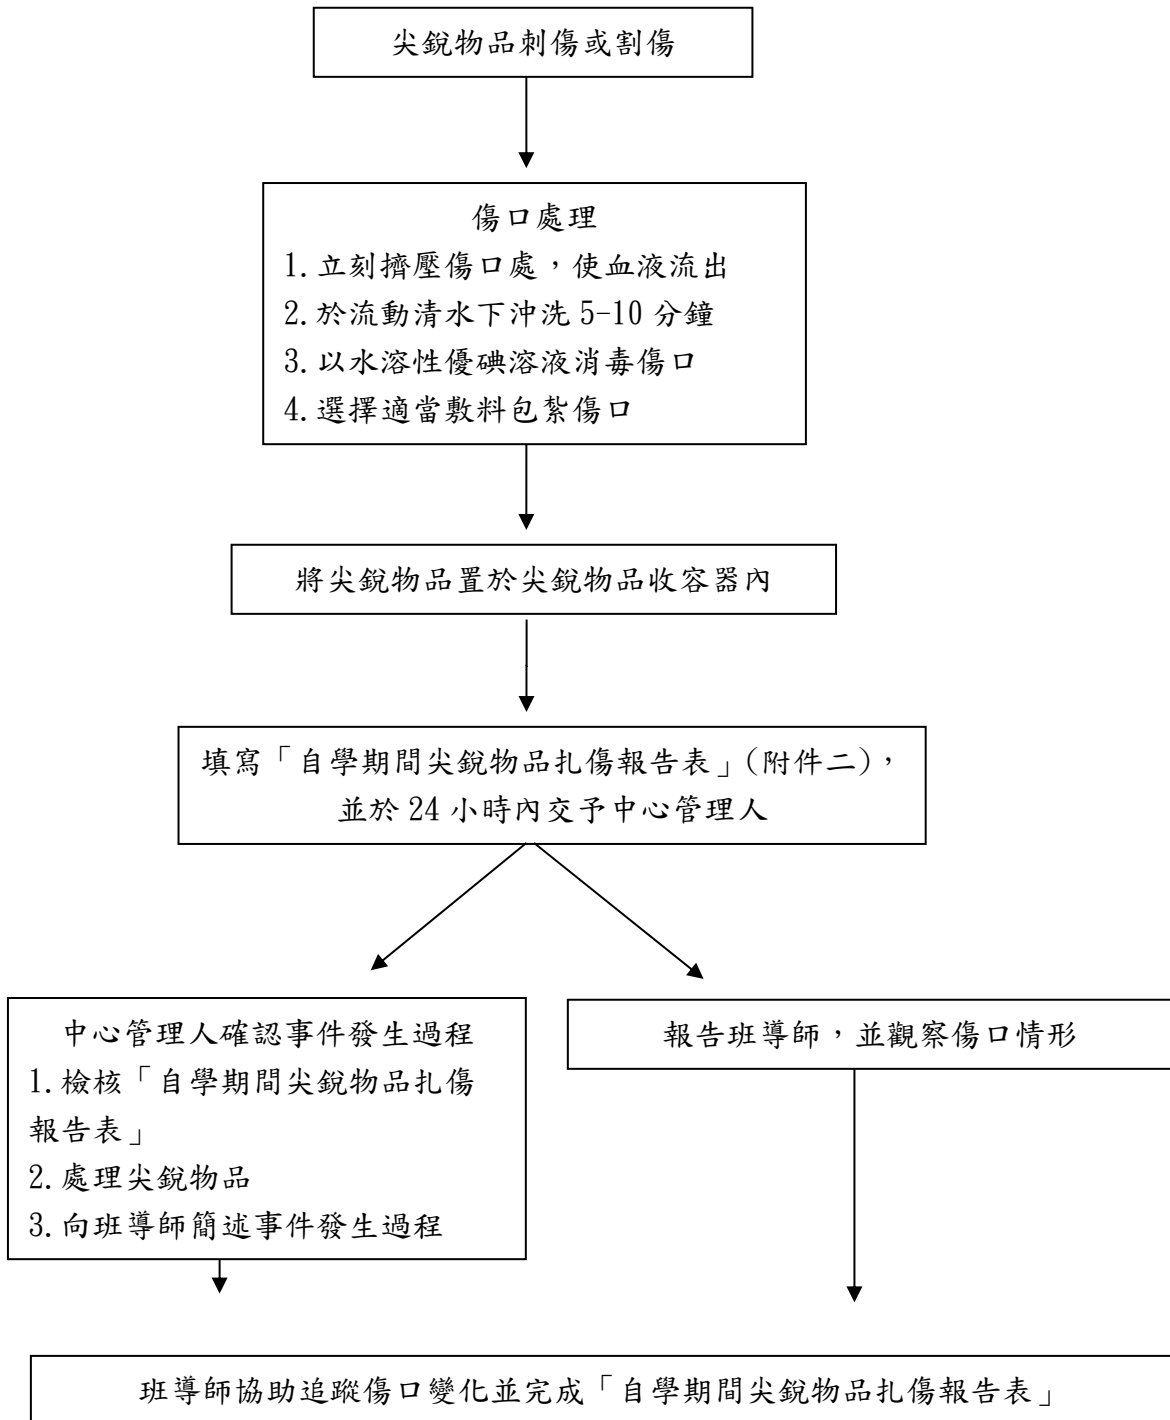 尖銳物品刺傷或割傷
傷口處理
1.立刻擠壓傷口處，使血液流出
2.於流動清水下沖洗 5-10 分鐘
3.以水溶性優碘溶液消毒傷口
4.選擇適當敷料包紮傷口
將尖銳物品置於尖銳物品收容器內
填寫「自學期間尖銳物品扎傷報告表」(附件二)，
並於 24 小時內交予中心管理人
中心管理人確認事件發生過程
1.檢核「自學期間尖銳物品扎傷
報告表」
2.處理尖銳物品
3.向班導師簡述事件發生過程
報告班導師，並觀察傷口情形
班導師協助追蹤傷口變化並完成「自學期間尖銳物品扎傷報告表」